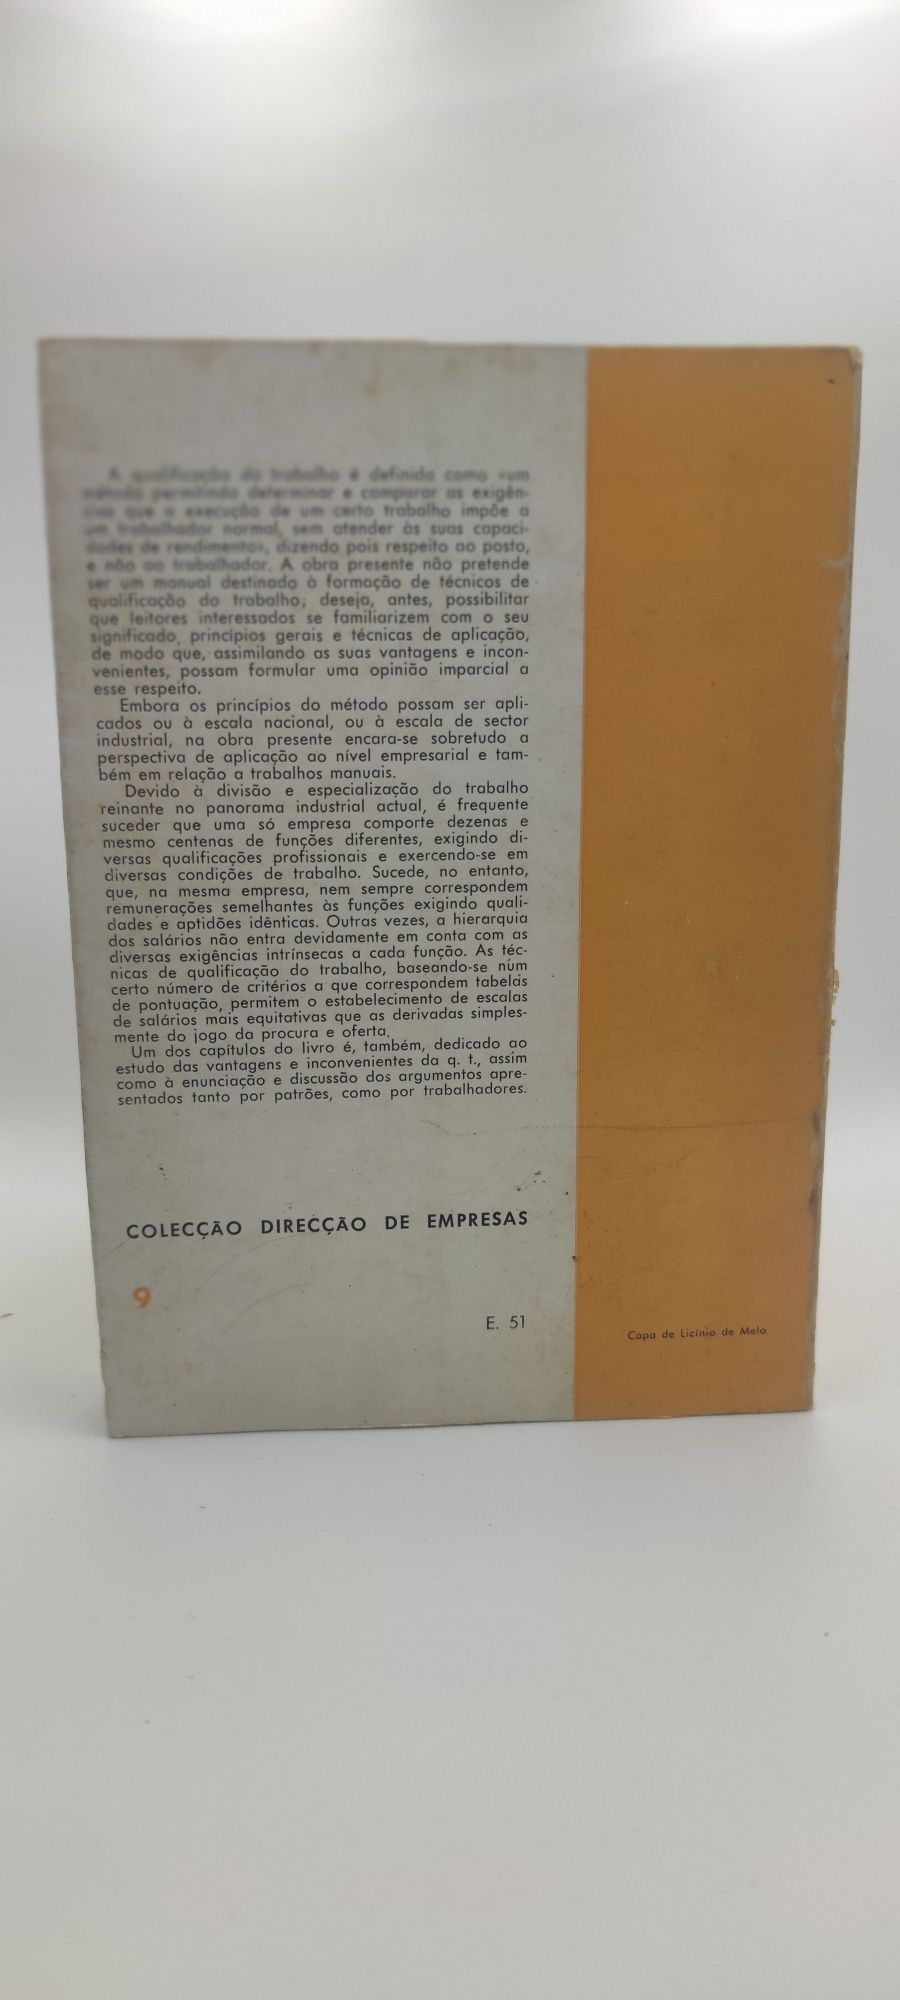 A qualificação do trabalho é definida como «um
método permitindo determinar e comparar as exigên-
cias que a execução de um certo trabalho impõe a
um trabalhador normal, sem atender às suas capaci-
dades de rendimento», dizendo pois respeito ao posto,
e não ao trabalhador. A obra presente não pretende
ser um manual destinado à formação de técnicos de
qualificação do trabalho; deseja, antes, possibilitar
que leitores interessados se familiarizem com o seu
significado, princípios gerais e técnicas de aplicação,
de modo que, assimilando as suas vantagens e incon-
venientes, possam formular uma opinião imparcial a
esse respeito.
Embora os princípios do método possam ser apli-
cados ou à escala nacional, ou à escala de sector
industrial, na obra presente encara-se sobretudo a
perspectiva de aplicação ao nível empresarial e tam-
bém em relação a trabalhos manuais.
Devido à divisão e especialização do trabalho
reinante no panorama industrial actual, é frequente
suceder que uma só empresa comporte dezenas e
mesmo centenas de funções diferentes, exigindo di-
versas qualificações profissionais e exercendo-se em
diversas condições de trabalho. Sucede, no entanto,
que, na mesma empresa, nem sempre correspondem
remunerações semelhantes às funções exigindo quali-
dades e aptidões idênticas. Outras vezes, a hierarquia
dos salários não entra devidamente em conta com as
diversas exigências intrínsecas a cada função. As téc-
nicas de qualificação do trabalho, baseando-se num
certo número de critérios a que correspondem tabelas
de pontuação, permitem o estabelecimento de escalas
de salários mais equitativas que as derivadas simples-
mente do jogo da procura e oferta.
Um dos capítulos do livro é, também, dedicado ao
estudo das vantagens e inconvenientes da q. t., assim
como à enunciação e discussão dos argumentos apre-
sentados tanto por patrões, como por trabalhadores.
COLECÇÃO DIRECÇÃO DE EMPRESAS
9
E. 51
Capa de Licínio de Melo